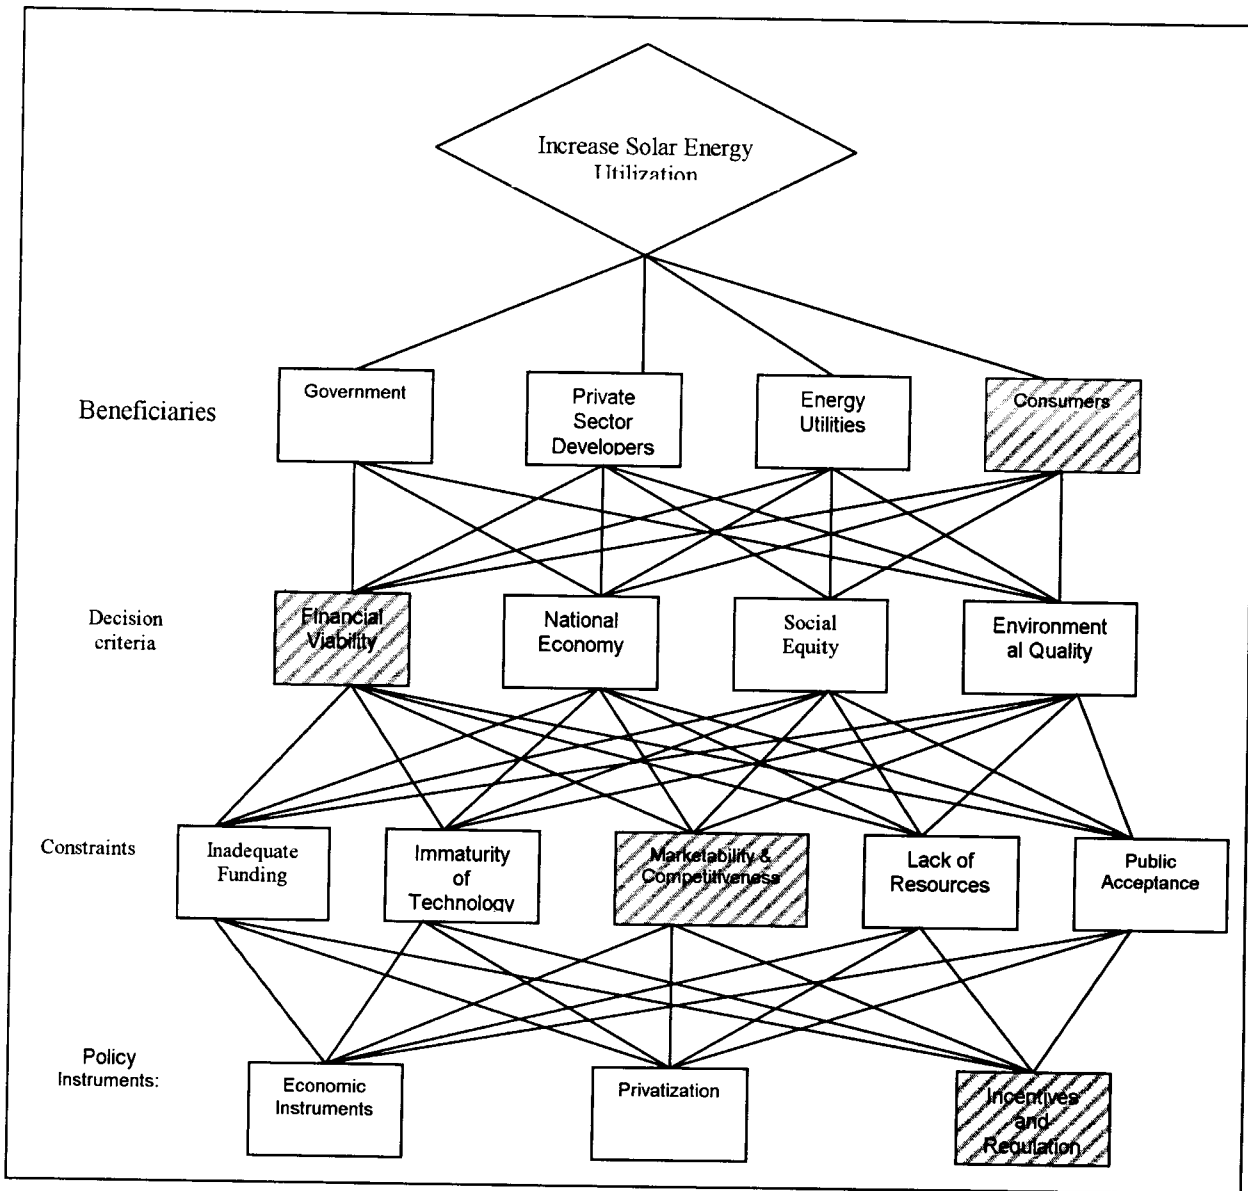 Increase Solar Energy
Utilization
Beneficiaries
Government
Private
Sector
Developers
Energy
Utilities
Consumers
Decision
criteria
Financial
Viability
National
Economy
Social
Equity
Environment
al Quality
Constraints
Inadequate
Funding
Immaturity
of
Technology
Marketability &
Competitiveness
Lack of
Resources
Public
Acceptance
Policy
Instruments:
Economic
Instruments
Privatization
Incentives
and
Regulation